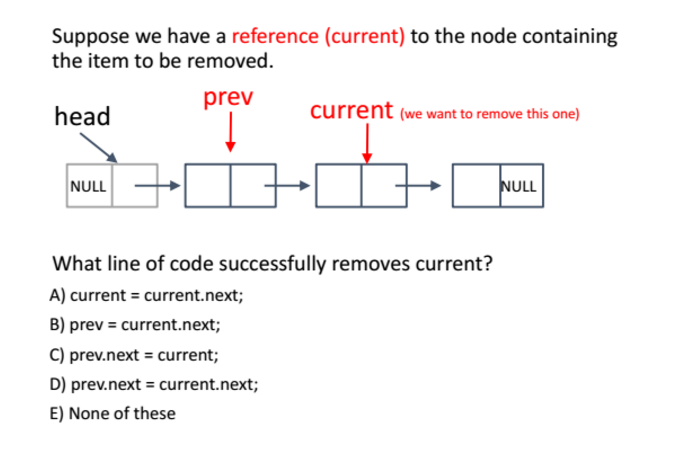 Suppose we have a reference (current) to the node containing
the item to be removed.
prev
head
current (we want to remove this one)
NULL
NULL
What line of code successfully removes current?
A) current = current.next;
B) prev = current.next;
C) prev.next = current;
D) prev.next = current.next;
E) None of these